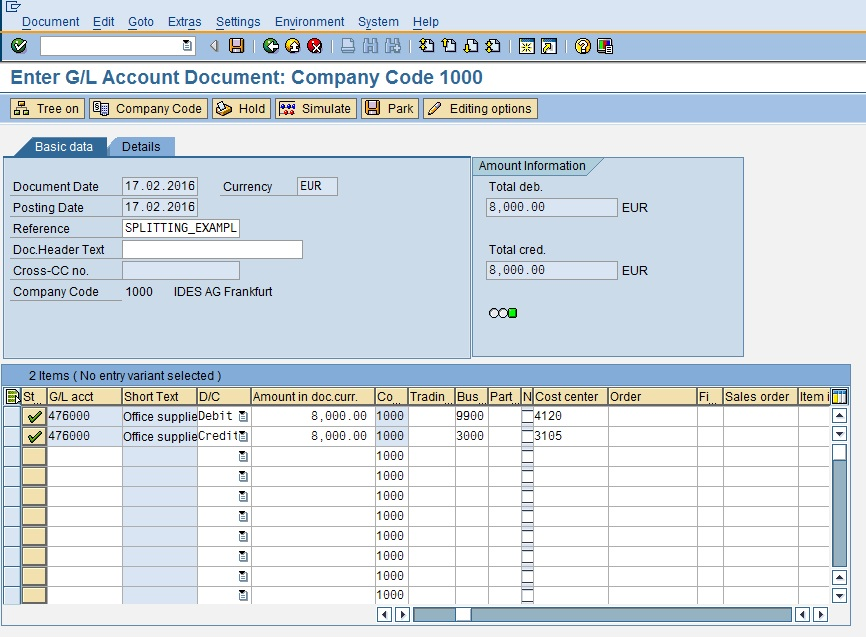 Document Edit Goto Extras Settings Environment System Help
Enter G/L Account Document: Company Code 1000
Tree on Company Code Hold Simulate Park Editing options
Basic data Details
Amount Information
Document Date 17.02.2016 Currency EUR
Total deb.
Posting Date 17.02.2016
8,000.00 EUR
Reference SPLITTING_EXAMPL
Doc.Header Text
Total cred.
Cross-CC no.
8,000.00 EUR
Company Code 1000 IDES AG Frankfurt
2 Items ( No entry variant selected )
St... G/L acct Short Text D/C Amount in doc.curr. Co... Tradin... Bus... Part... N Cost center Order Fi... Sales order Item i
476000 Office supplie Debit 8,000.00 1000 9900 4120
476000 Office supplie Credit 8,000.00 1000 3000 3105
1000
1000
1000
1000
1000
1000
1000
1000